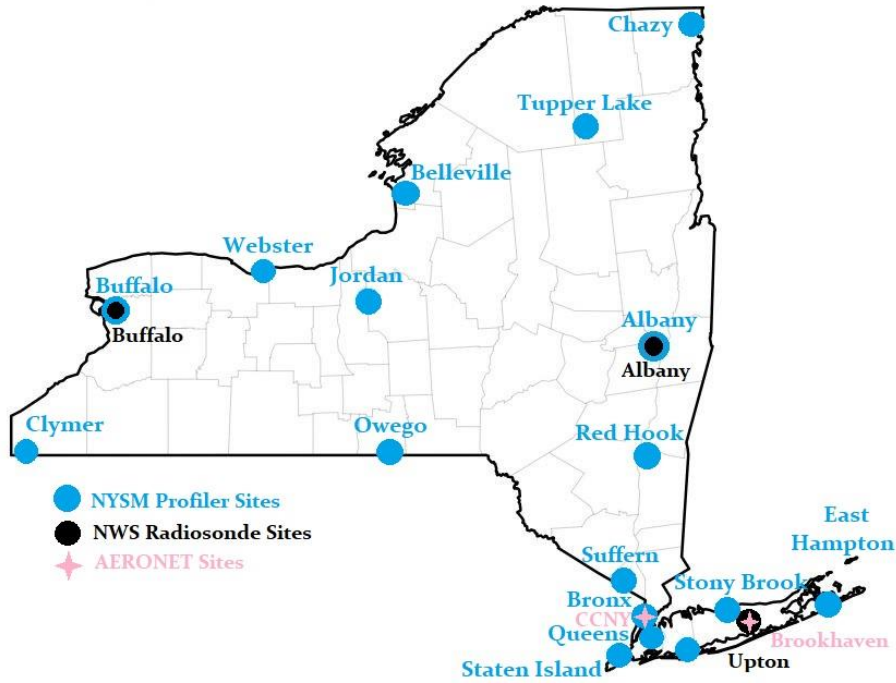 Chazy
Tupper Lake
Belleville
Webster
Jordan
Buffalo
Buffalo
Albany
Albany
Clymer
Owego
Red Hook
NYSM Profiler Sites
NWS Radiosonde Sites
AERONET Sites
East
Hampton
Suffern
Stony Brook
Bronx
CCNY
Queens
Brookhaven
Staten Island
Upton